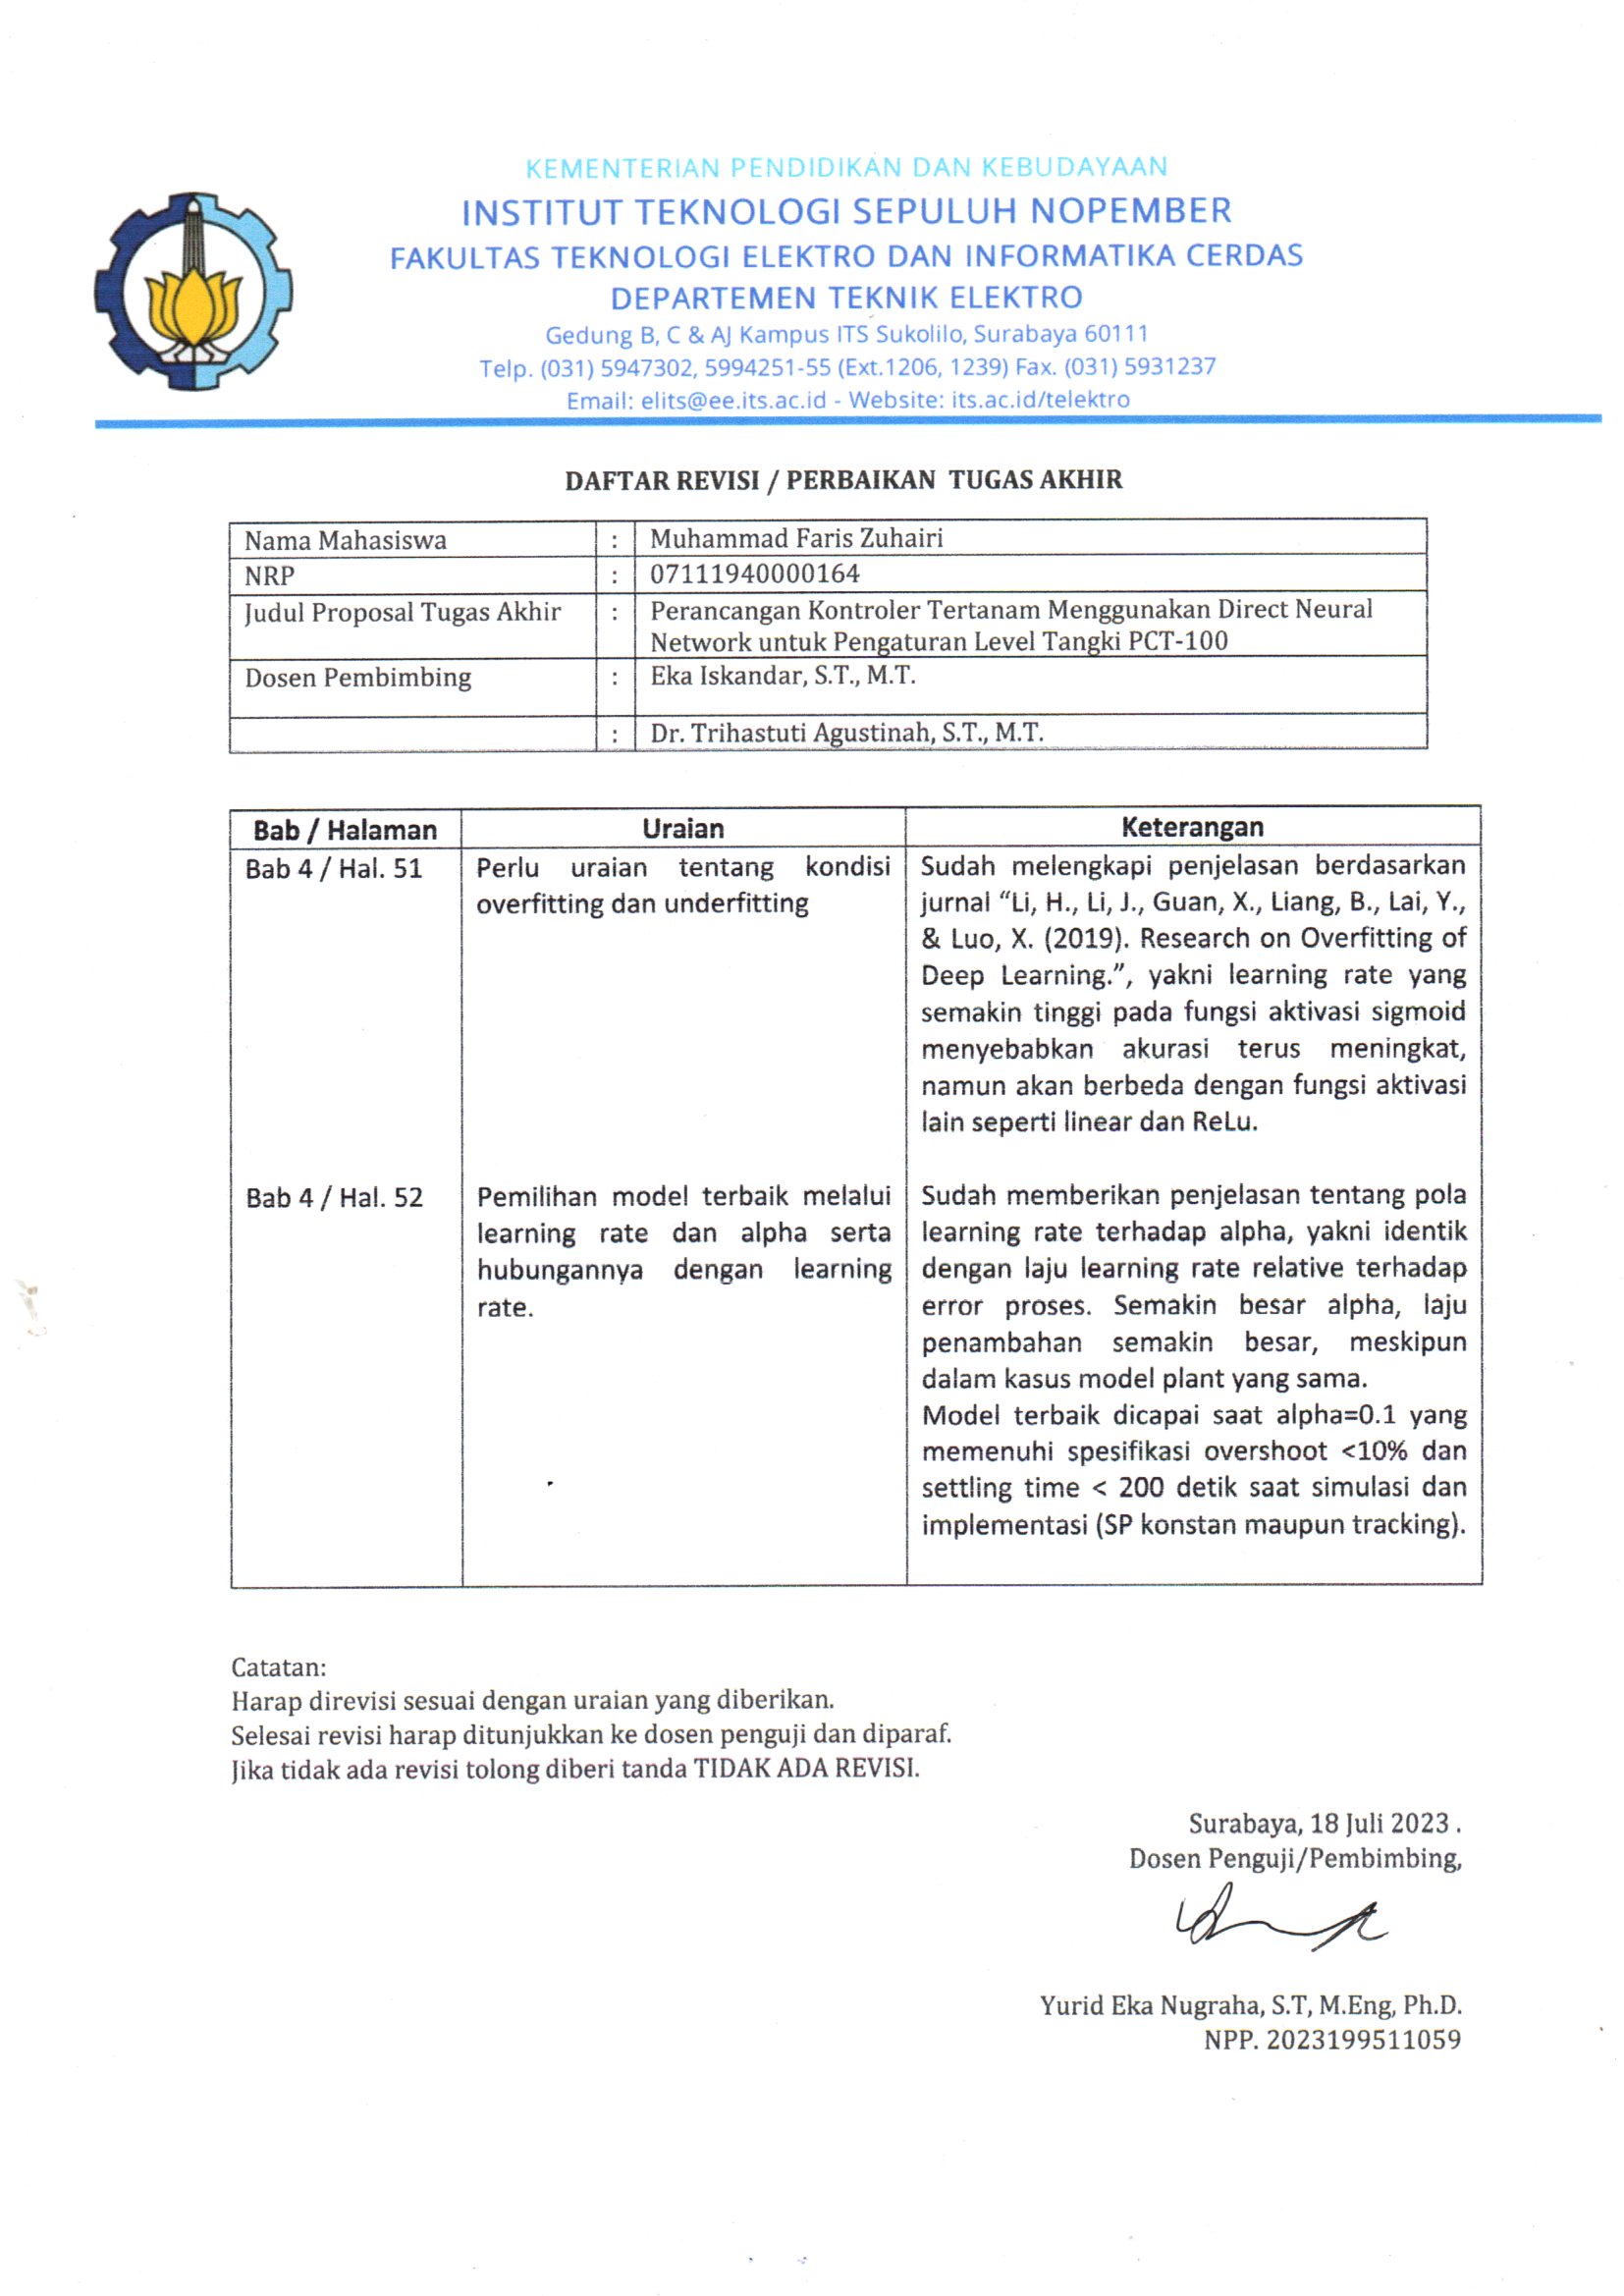 KEMENTERIAN PENDIDIKAN DAN KEBUDAYAAN
INSTITUT TEKNOLOGI SEPULUH NOPEMBER
FAKULTAS TEKNOLOGI ELEKTRO DAN INFORMATIKA CERDAS
DEPARTEMEN TEKNIK ELEKTRO
Gedung B, C & AJ Kampus ITS Sukolilo, Surabaya 60111
Telp. (031) 5947302, 5994251-55 (Ext.1206, 1239) Fax. (031) 5931237
Email: elits@ee.its.ac.id - Website: its.ac.id/telektro
DAFTAR REVISI / PERBAIKAN TUGAS AKHIR
Nama Mahasiswa : Muhammad Faris Zuhairi
NRP : 07111940000164
Judul Proposal Tugas Akhir : Perancangan Kontroler Tertanam Menggunakan Direct Neural
Network untuk Pengaturan Level Tangki PCT-100
Dosen Pembimbing : Eka Iskandar, S.T., M.T.
: Dr. Trihastuti Agustinah, S.T., M.T.
Bab / Halaman Uraian Keterangan
Bab 4 / Hal. 51
Perlu uraian tentang kondisi
overfitting dan underfitting
Sudah melengkapi penjelasan berdasarkan
jurnal “Li, H., Li, J., Guan, X., Liang, B., Lai, Y.,
& Luo, X. (2019). Research on Overfitting of
Deep Learning.”, yakni learning rate yang
semakin tinggi pada fungsi aktivasi sigmoid
menyebabkan akurasi terus meningkat,
namun akan berbeda dengan fungsi aktivasi
lain seperti linear dan ReLu.
Bab 4 / Hal. 52
Pemilihan model terbaik melalui
learning rate dan alpha serta
hubungannya dengan learning
rate.
Sudah memberikan penjelasan tentang pola
learning rate terhadap alpha, yakni identik
dengan laju learning rate relative terhadap
error proses. Semakin besar alpha, laju
penambahan semakin besar, meskipun
dalam kasus model plant yang sama.
Model terbaik dicapai saat alpha=0.1 yang
memenuhi spesifikasi overshoot <10% dan
settling time < 200 detik saat simulasi dan
implementasi (SP konstan maupun tracking).
Catatan:
Harap direvisi sesuai dengan uraian yang diberikan.
Selesai revisi harap ditunjukkan ke dosen penguji dan diparaf.
Jika tidak ada revisi tolong diberi tanda TIDAK ADA REVISI.
Surabaya, 18 Juli 2023 .
Dosen Penguji/Pembimbing,
Yurid Eka Nugraha, S.T, M.Eng, Ph.D.
NPP. 2023199511059